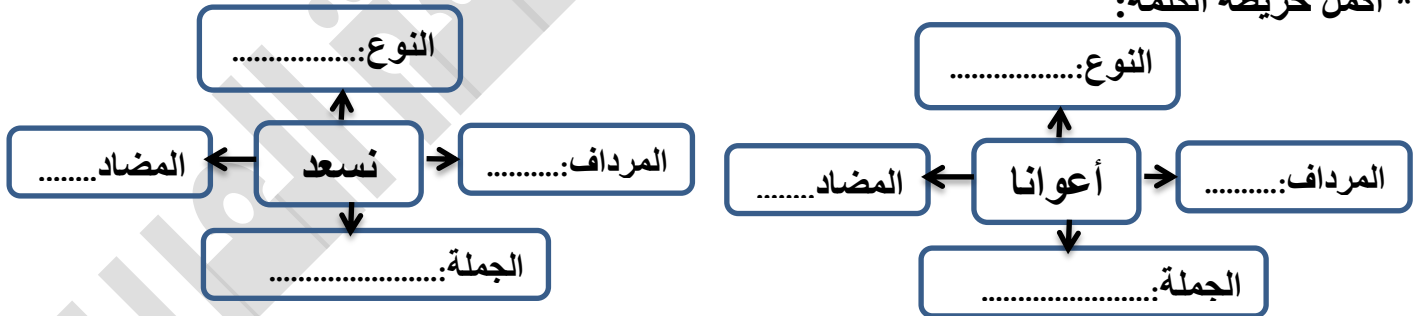 * أكمل خريطة الكلمة:
النوع:.................
أعوانا
المرداف:..........
المضاد........
الجملة:.......................
النوع:.................
نسعد
المرداف:..........
المضاد........
الجملة:.......................